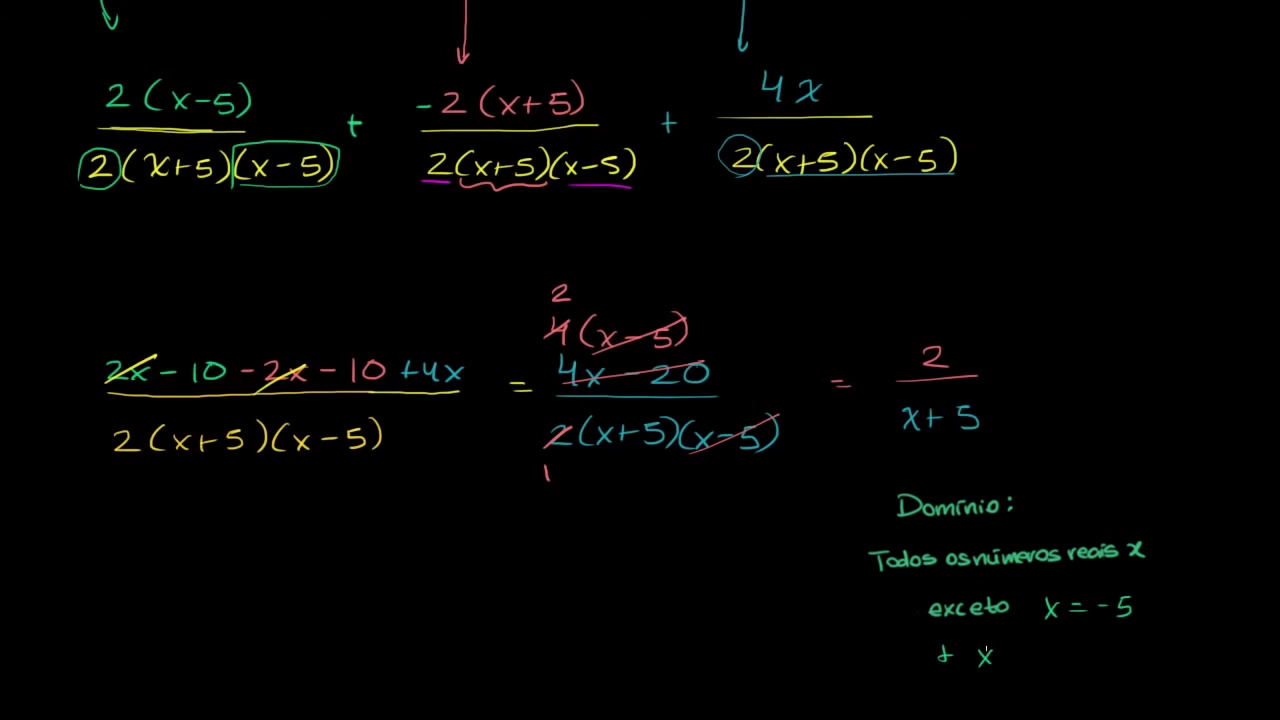 2(x-5) + -2(x+5) + 4x
2(x+5)(x-5) 2(x+5)(x-5) 2(x+5)(x-5)
2
4(x-5)
2x - 10 - 2x - 10 + 4x = 4x - 20 = 2
2(x+5)(x-5) 2(x+5)(x-5) x+5
1
Domínio:
Todos os números reais x
exceto x = -5
+ x